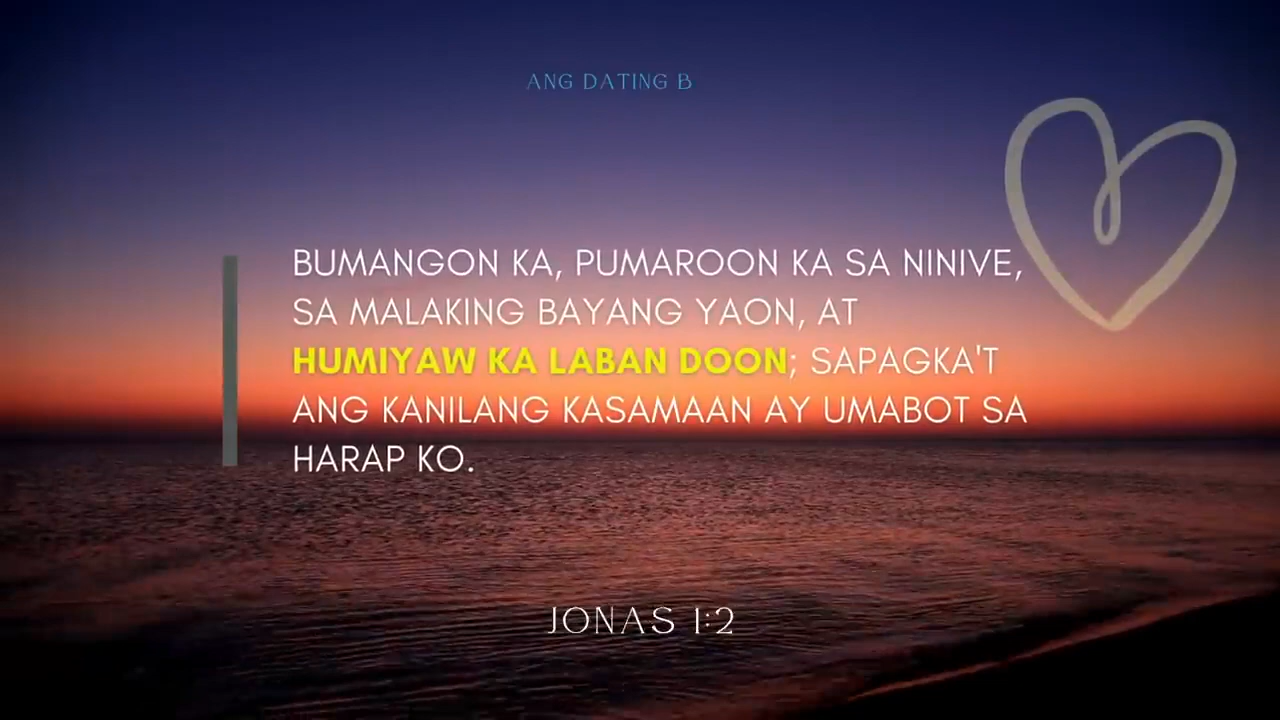 ANG DATING B
BUMANGON KA, PUMAROON KA SA NINIVE,
SA MALAKING BAYANG YAON, AT
HUMIYAW KA LABAN DOON; SAPAGKA'T
ANG KANILANG KASAMAAN AY UMABOT SA
HARAP KO.
JONAS 1:2